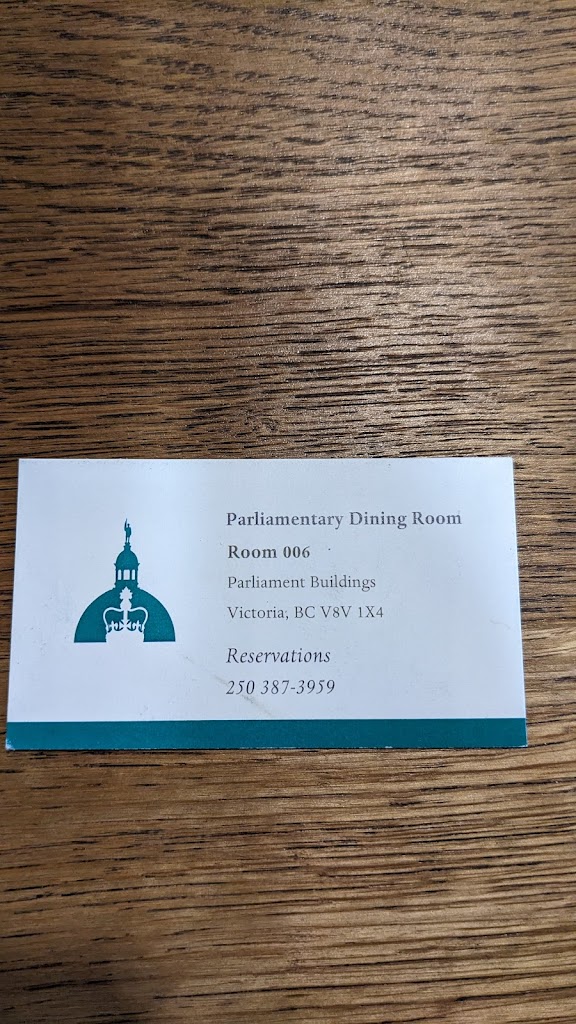 Parliamentary Dining Room
Room 006
Parliament Buildings
Victoria, BC V8V 1X4
Reservations
250 387-3959